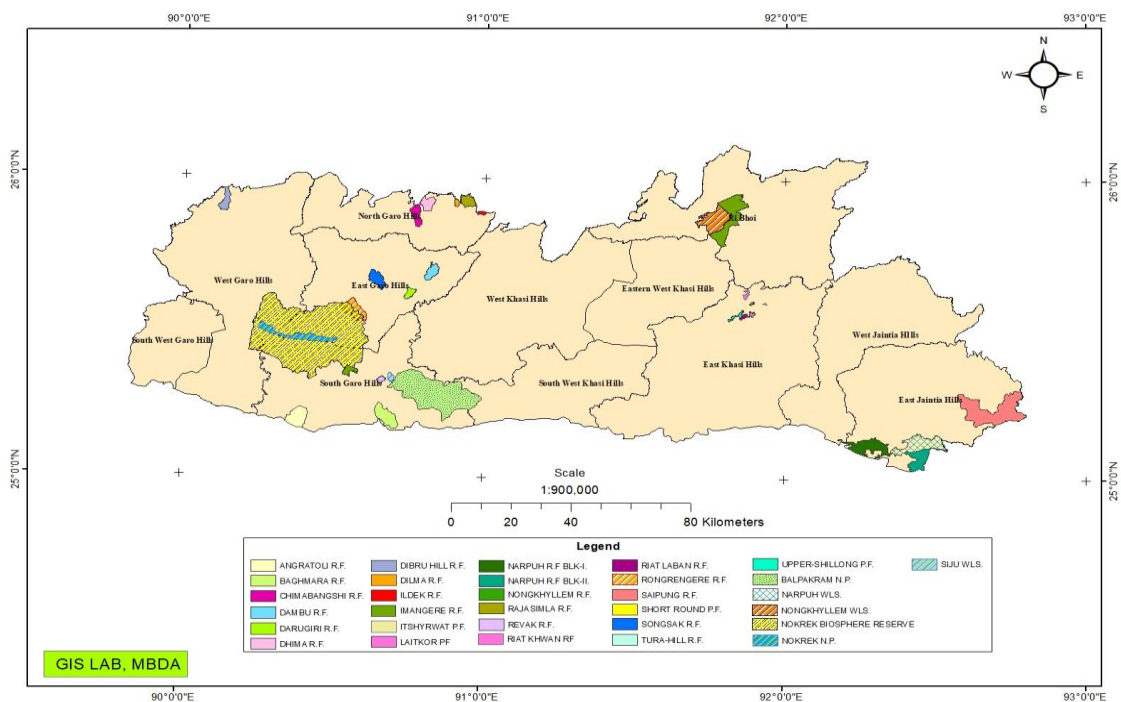 90°0'0"E 91°0'0"E 92°0'0"E 93°0'0"E
N
W E
S
26°0'0"N 26°0'0"N
North Garo Hills
Ri Bhoi
West Garo Hills
East Garo Hills
West Khasi Hills
Eastern West Khasi Hills
South West Garo Hills
West Jaintia HIlls
East Khasi Hills
South Garo Hills
South West Khasi Hills
East Jaintia Hills
25°0'0"N 25°0'0"N
Scale
1:900,000
0 20 40 80 Kilometers
Legend
ANGRATOLI R.F.
BAGHMARA R.F.
CHIMABANGSHI R.F.
DAMBU R.F.
DARUGIRI R.F.
DHIMA R.F.
DIBRU HILL R.F.
DILMA R.F.
ILDEK R.F.
IMANGERE R.F.
ITSHYRWAT P.F.
LAITKOR PF
NARPUH R.F BLK-I.
NARPUH R.F BLK-II.
NONGKHYLLEM R.F.
RAJASIMLA R.F.
REVAK R.F.
RIAT KHWAN RF
RIAT LABAN R.F.
RONGRENGERE R.F.
SAIPUNG R.F.
SHORT ROUND P.F.
SONGSAK R.F.
TURA-HILL R.F.
UPPER-SHILLONG P.F.
BALPAKRAM N.P.
NARPUH WLS.
NONGKHYLLEM WLS.
NOKREK BIOSPHERE RESERVE
NOKREK N.P.
SIJU WLS.
GIS LAB, MBDA
90°0'0"E 91°0'0"E 92°0'0"E 93°0'0"E